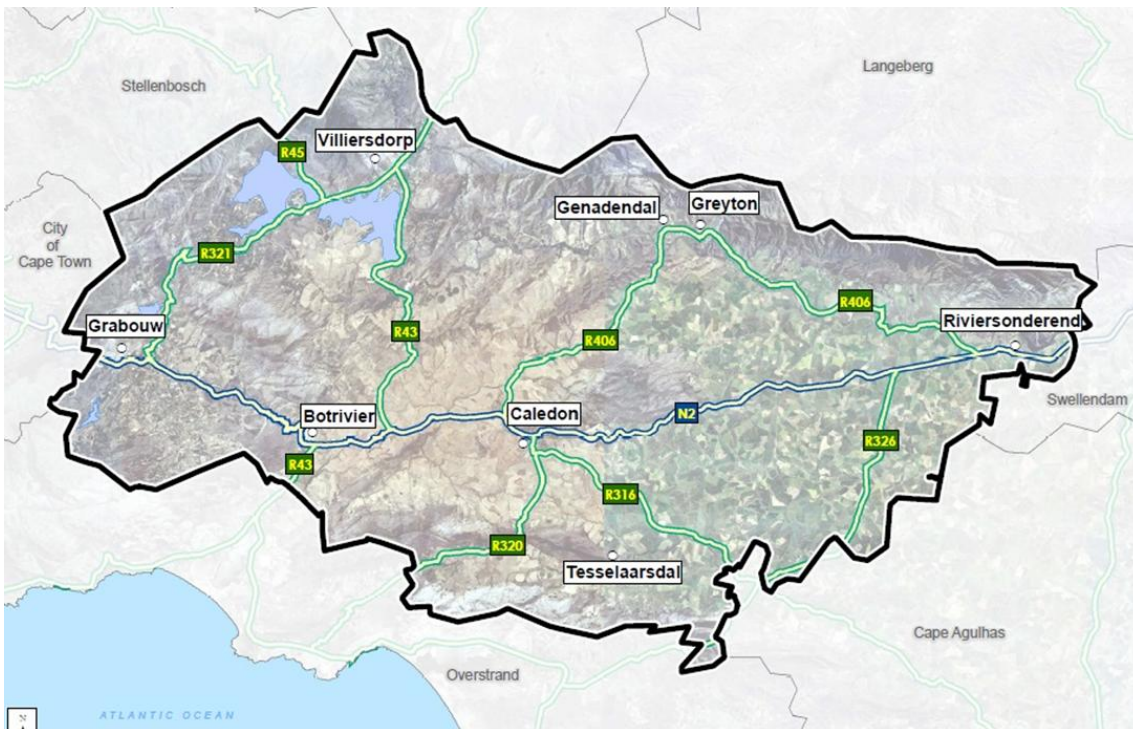 Langeberg
Stellenbosch
Villiersdorp
R45
Genadendal
Greyton
City
of
Cape Town
R321
R406
Grabouw
R43
R406
Riviersonderend
Botrivier
Caledon
N2
Swellendam
R326
R43
R316
R320
Tesselaarsdal
Cape Agulhas
Overstrand
ATLANTIC OCEAN
N